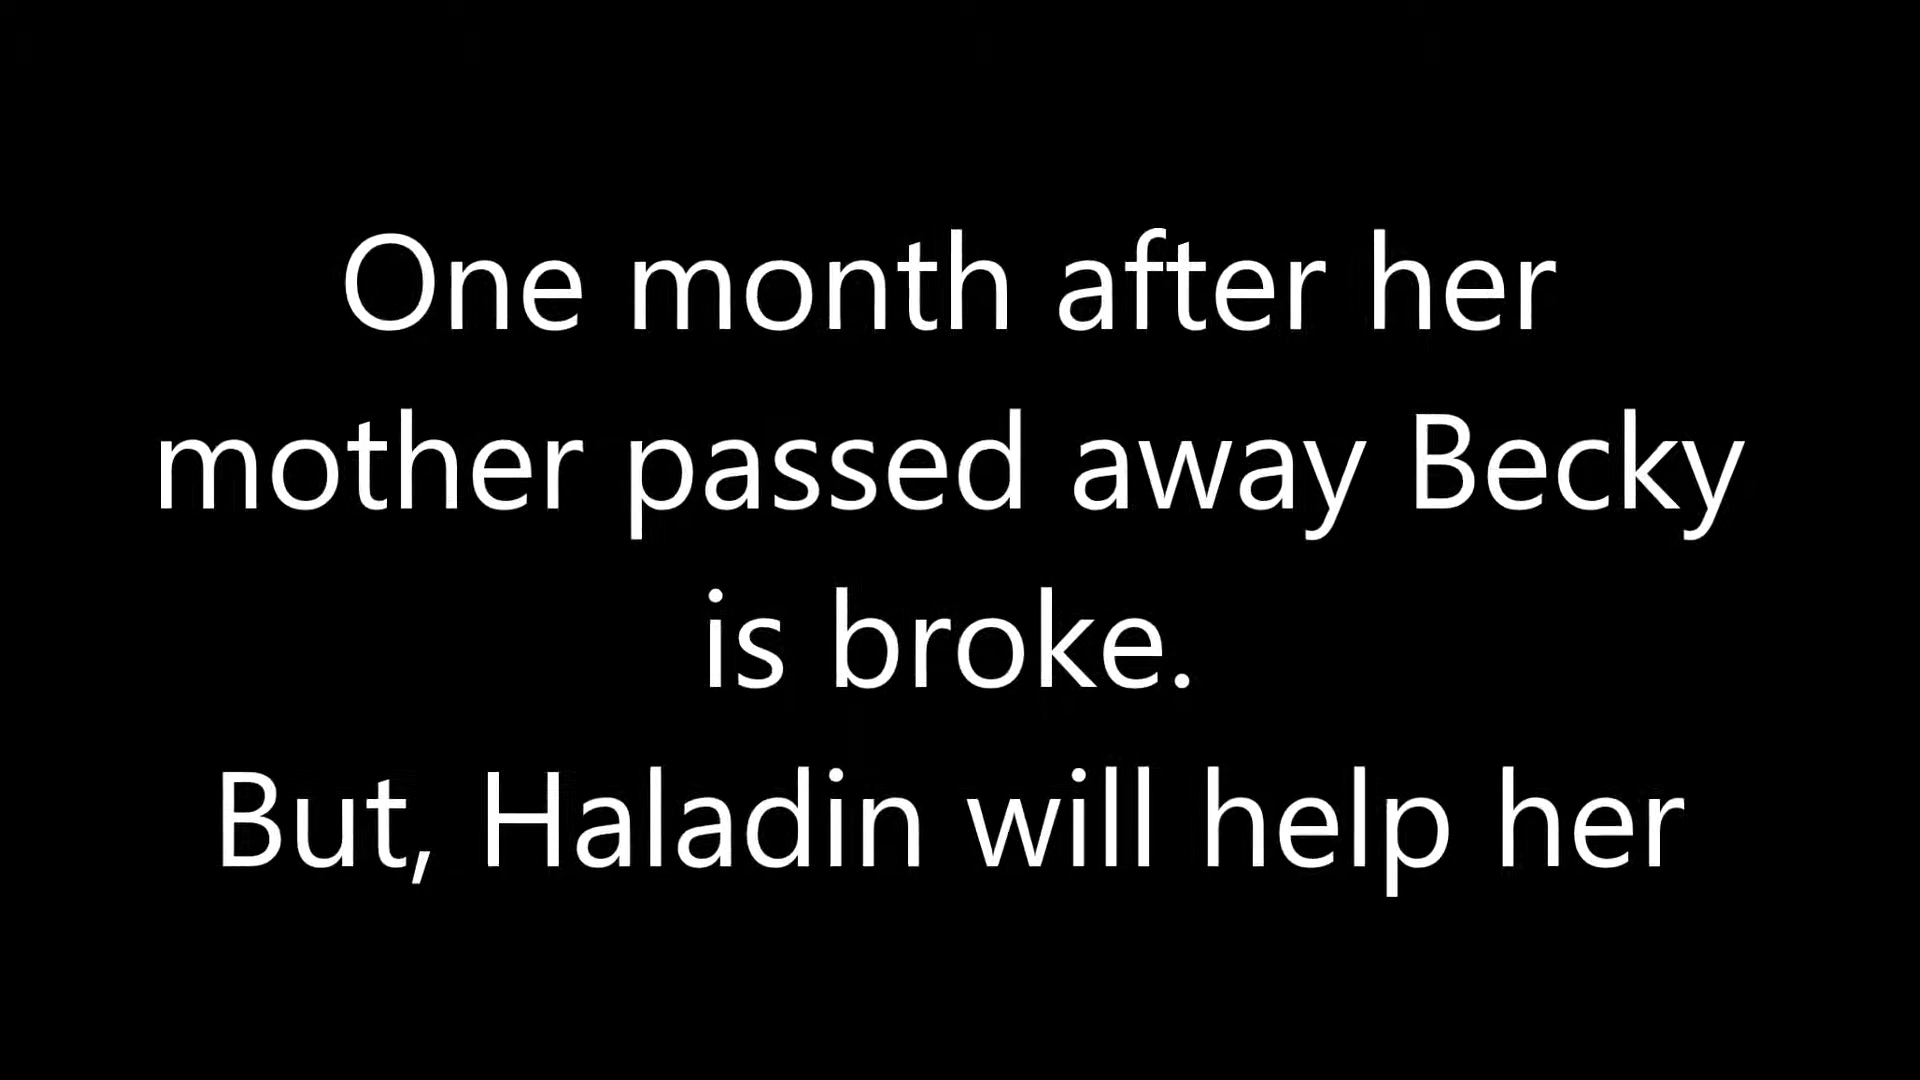 One month after her
mother passed away Becky
is broke.
But, Haladin will help her